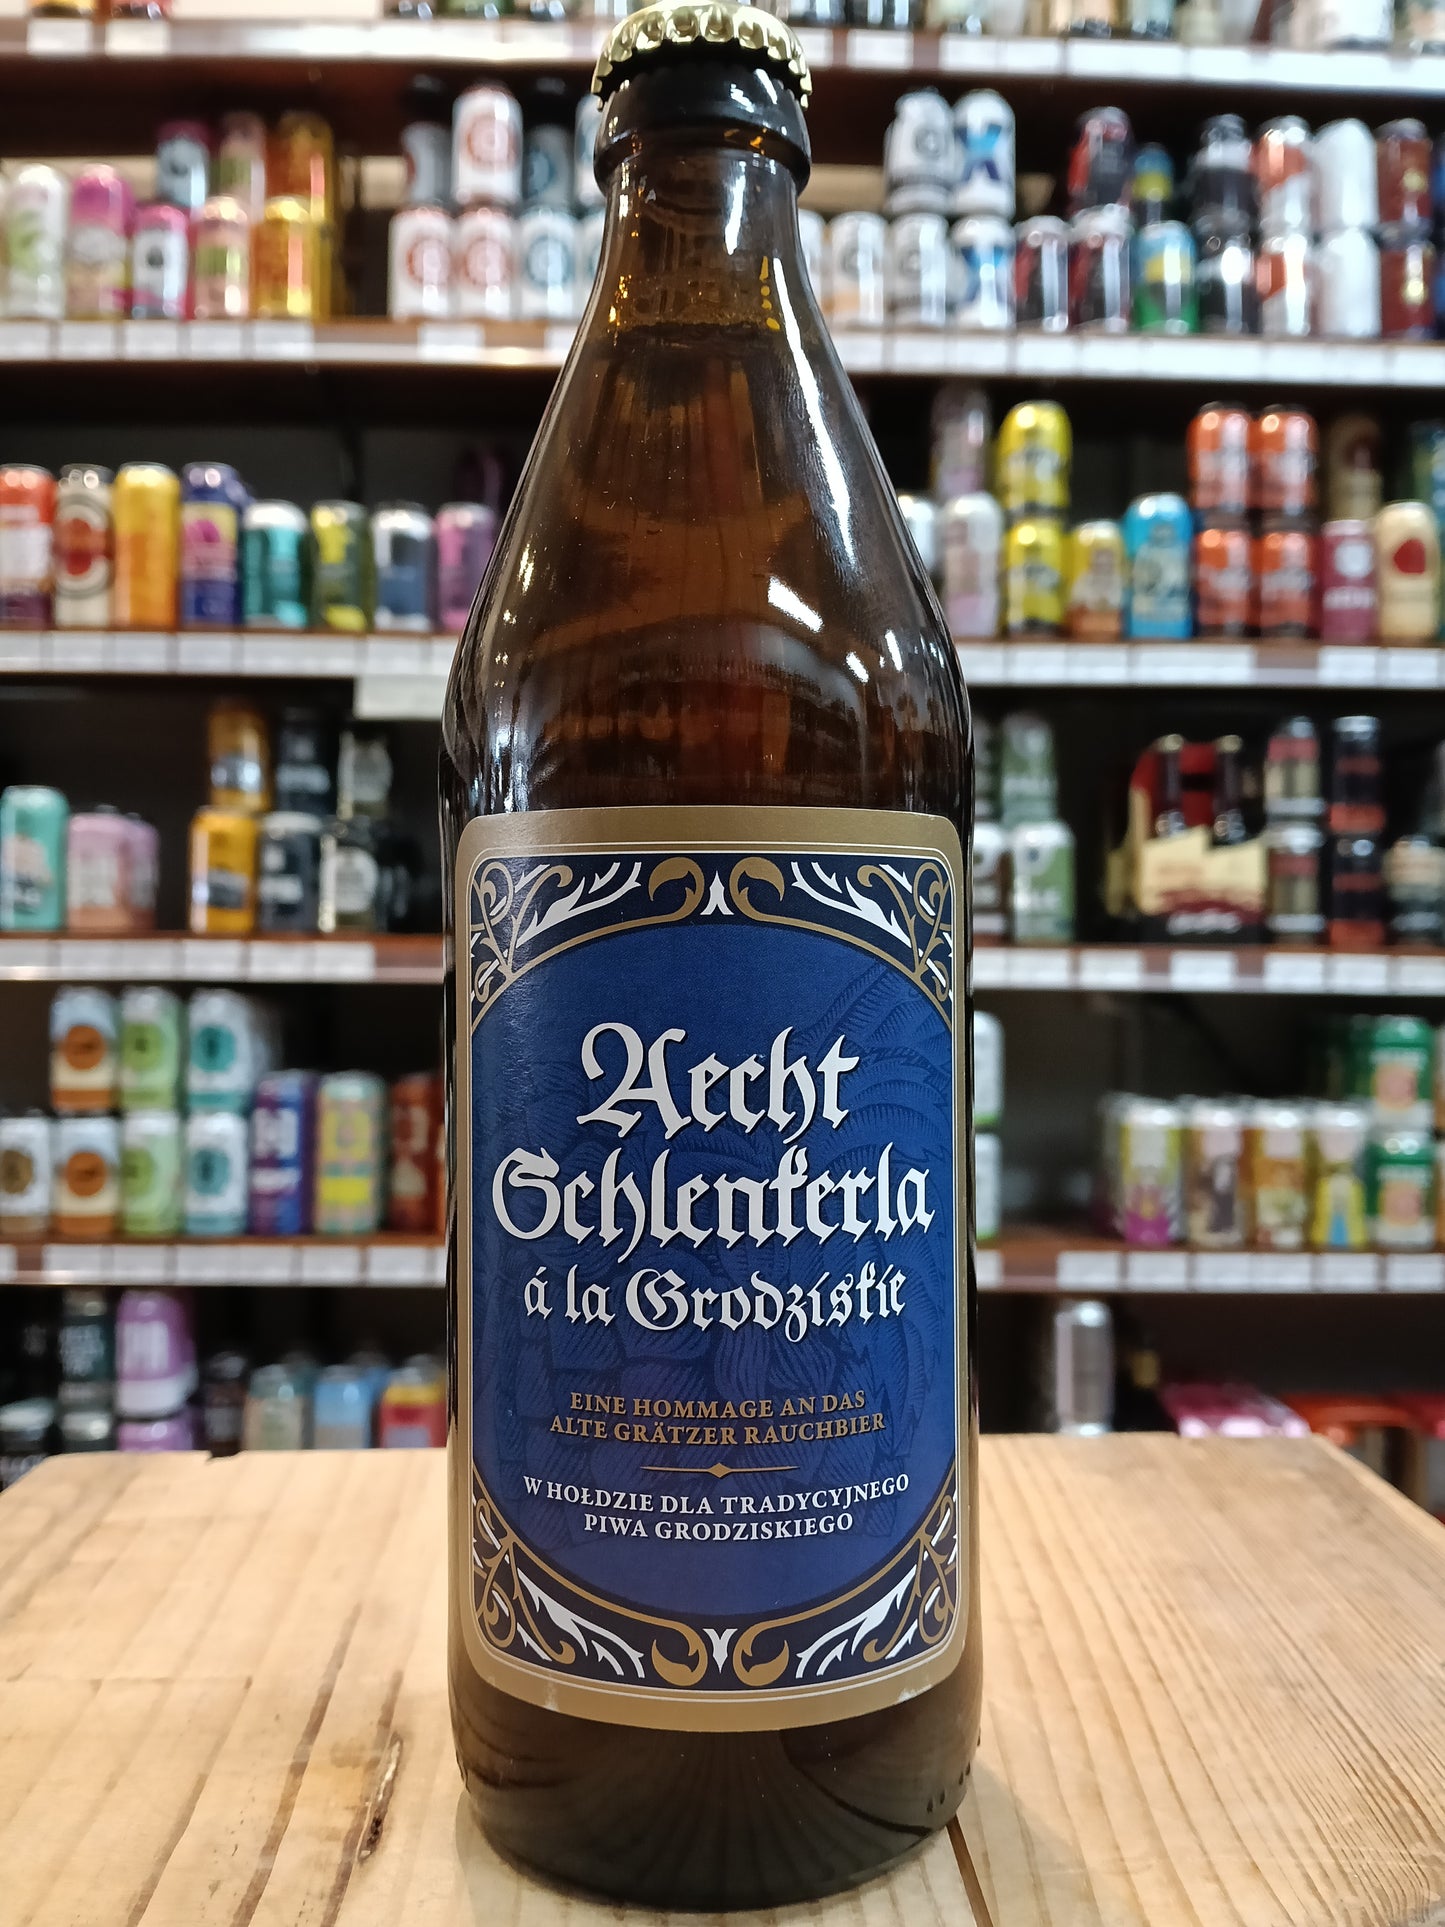 Aecht
Schlenkerla
á la Grodziskie
EINE HOMMAGE AN DAS
ALTE GRÄTZER RAUCHBIER
W HOŁDZIE DLA TRADYCYJNEGO
PIWA GRODZISKIEGO